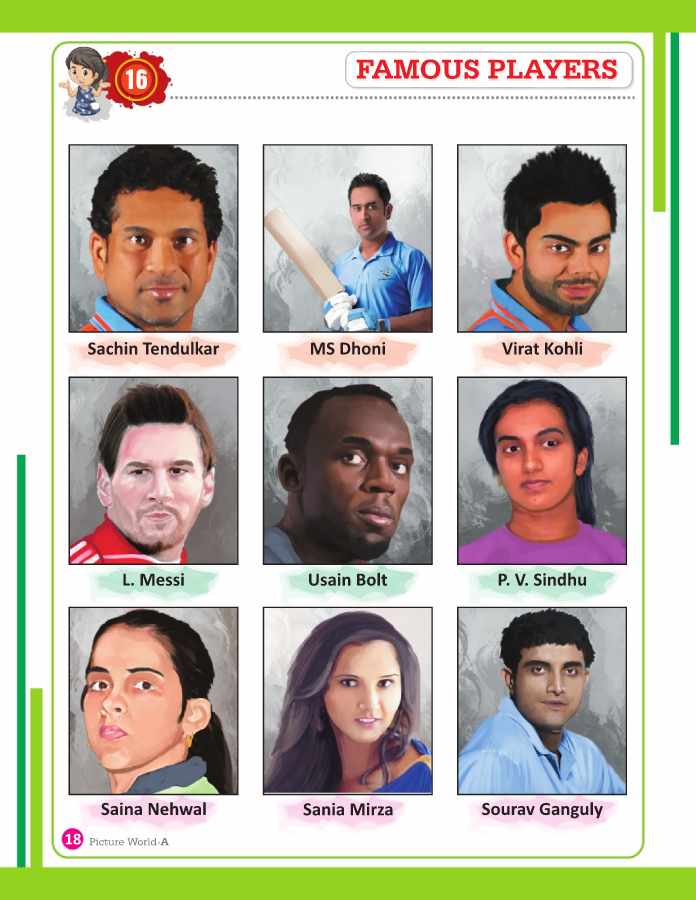 16
FAMOUS PLAYERS
Sachin Tendulkar
MS Dhoni
Virat Kohli
L. Messi
Usain Bolt
P. V. Sindhu
Saina Nehwal
Sania Mirza
Sourav Ganguly
18 Picture World-A